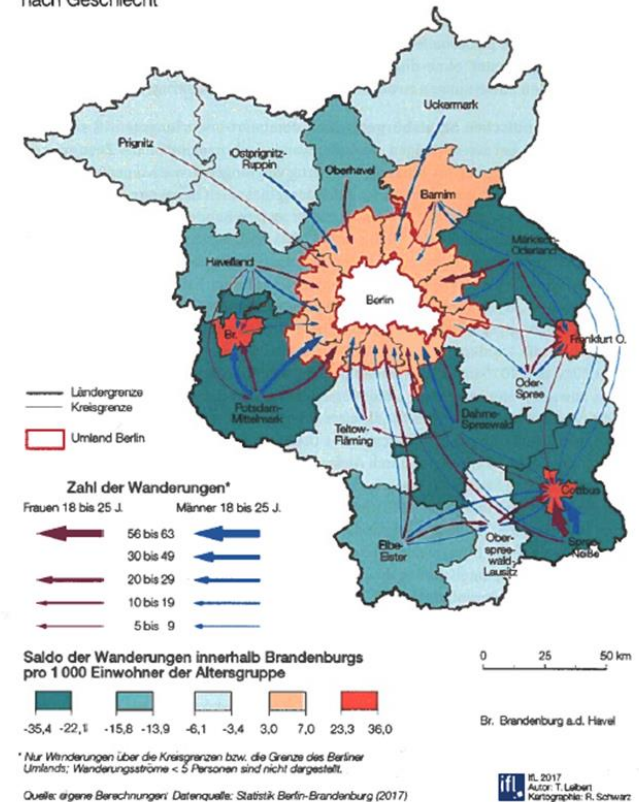 nach Geschlecht
Uckermark
Prignitz
Ostprignitz-
Ruppin
Oberhavel
Barnim
Märkisch-
Oderland
Havelland
Berlin
Br.
Frankfurt O.
Oder-
Spree
Potsdam-
Mittelmark
Teltow-
Fläming
Dahme-
Spreewald
Cottbus
Spree-
Neiße
Elbe-
Elster
Ober-
spree-
wald-
Lausitz
Ländergrenze
Kreisgrenze
Umland Berlin
Zahl der Wanderungen*
Frauen 18 bis 25 J. Männer 18 bis 25 J.
56 bis 63
30 bis 49
20 bis 29
10 bis 19
5 bis 9
Saldo der Wanderungen innerhalb Brandenburgs
pro 1 000 Einwohner der Altersgruppe
-35,4 -22,1 -15,8 -13,9 -6,1 -3,4 3,0 7,0 23,3 36,0
0 25 50 km
Br. Brandenburg a.d. Havel
* Nur Wanderungen über die Kreisgrenzen bzw. die Grenze des Berliner
Umlands; Wanderungsströme < 5 Personen sind nicht dargestellt.
Quelle: eigene Berechnungen; Datenquelle: Statistik Berlin-Brandenburg (2017)
ifl
IfL 2017
Autor: T. Leibert
Kartographie: R. Schwarz